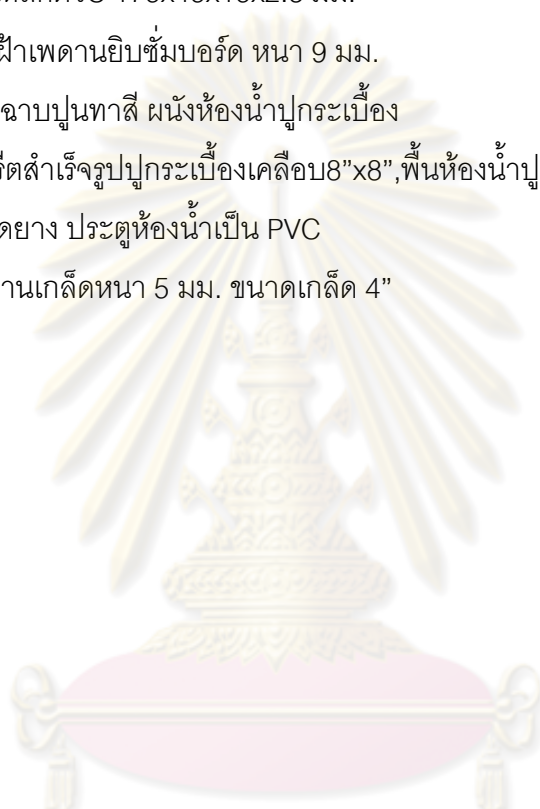 ฝ้าเพดานยิบซั่มบอร์ด หนา 9 มม.
ฉาบปูนทาสี ผนังห้องน้ำปูกระเบื้อง
รีตสำเร็จรูปปูกระเบื้องเคลือบ8”x8”,พื้นห้องน้ำปู
ดยาง ประตูห้องน้ำเป็น PVC
านเกล็ดหนา 5 มม. ขนาดเกล็ด 4”